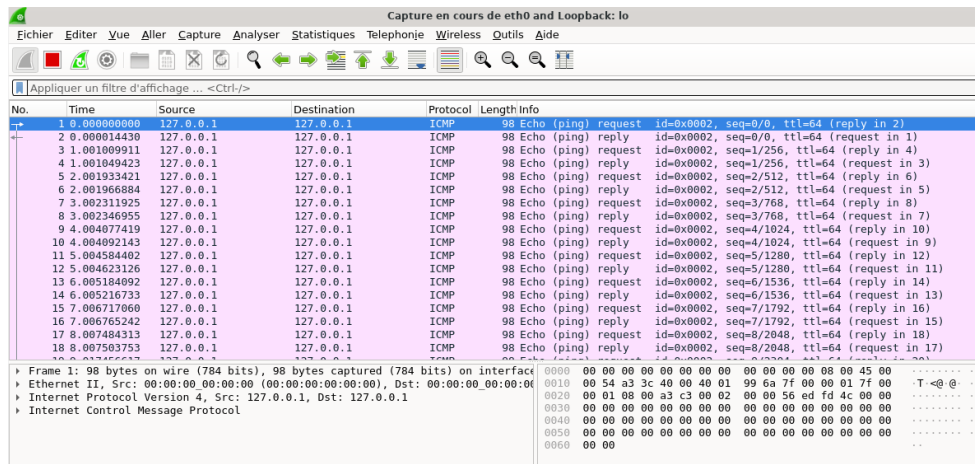 Capture en cours de eth0 and Loopback: lo
Fichier Editer Vue Aller Capture Analyser Statistiques Telephonie Wireless Outils Aide
Appliquer un filtre d'affichage ... <Ctrl-/>
No. Time Source Destination Protocol Length Info
1 0.000000000 127.0.0.1 127.0.0.1 ICMP 98 Echo (ping) request id=0x0002, seq=0/0, ttl=64 (reply in 2)
2 0.000014430 127.0.0.1 127.0.0.1 ICMP 98 Echo (ping) reply id=0x0002, seq=0/0, ttl=64 (request in 1)
3 1.001009911 127.0.0.1 127.0.0.1 ICMP 98 Echo (ping) request id=0x0002, seq=1/256, ttl=64 (reply in 4)
4 1.001049423 127.0.0.1 127.0.0.1 ICMP 98 Echo (ping) reply id=0x0002, seq=1/256, ttl=64 (request in 3)
5 2.001933421 127.0.0.1 127.0.0.1 ICMP 98 Echo (ping) request id=0x0002, seq=2/512, ttl=64 (reply in 6)
6 2.001966884 127.0.0.1 127.0.0.1 ICMP 98 Echo (ping) reply id=0x0002, seq=2/512, ttl=64 (request in 5)
7 3.002311925 127.0.0.1 127.0.0.1 ICMP 98 Echo (ping) request id=0x0002, seq=3/768, ttl=64 (reply in 8)
8 3.002346955 127.0.0.1 127.0.0.1 ICMP 98 Echo (ping) reply id=0x0002, seq=3/768, ttl=64 (request in 7)
9 4.004077419 127.0.0.1 127.0.0.1 ICMP 98 Echo (ping) request id=0x0002, seq=4/1024, ttl=64 (reply in 10)
10 4.004092143 127.0.0.1 127.0.0.1 ICMP 98 Echo (ping) reply id=0x0002, seq=4/1024, ttl=64 (request in 9)
11 5.004584402 127.0.0.1 127.0.0.1 ICMP 98 Echo (ping) request id=0x0002, seq=5/1280, ttl=64 (reply in 12)
12 5.004623126 127.0.0.1 127.0.0.1 ICMP 98 Echo (ping) reply id=0x0002, seq=5/1280, ttl=64 (request in 11)
13 6.005184092 127.0.0.1 127.0.0.1 ICMP 98 Echo (ping) request id=0x0002, seq=6/1536, ttl=64 (reply in 14)
14 6.005216733 127.0.0.1 127.0.0.1 ICMP 98 Echo (ping) reply id=0x0002, seq=6/1536, ttl=64 (request in 13)
15 7.006717060 127.0.0.1 127.0.0.1 ICMP 98 Echo (ping) request id=0x0002, seq=7/1792, ttl=64 (reply in 16)
16 7.006765242 127.0.0.1 127.0.0.1 ICMP 98 Echo (ping) reply id=0x0002, seq=7/1792, ttl=64 (request in 15)
17 8.007484313 127.0.0.1 127.0.0.1 ICMP 98 Echo (ping) request id=0x0002, seq=8/2048, ttl=64 (reply in 18)
18 8.007503753 127.0.0.1 127.0.0.1 ICMP 98 Echo (ping) reply id=0x0002, seq=8/2048, ttl=64 (request in 17)
Frame 1: 98 bytes on wire (784 bits), 98 bytes captured (784 bits) on interface
Ethernet II, Src: 00:00:00_00:00:00 (00:00:00:00:00:00), Dst: 00:00:00_00:00:00
Internet Protocol Version 4, Src: 127.0.0.1, Dst: 127.0.0.1
Internet Control Message Protocol
0000 00 00 00 00 00 00 00 00 00 00 00 00 08 00 45 00 ········ ·
0010 00 54 a3 3c 40 00 40 01 99 6a 7f 00 00 01 7f 00 ·T·<@·@· ·
0020 00 01 08 00 a3 c3 00 02 00 00 56 ed fd 4c 00 00 ········ ·
0030 00 00 00 00 00 00 00 00 00 00 00 00 00 00 00 00 ········ ·
0040 00 00 00 00 00 00 00 00 00 00 00 00 00 00 00 00 ········ ·
0050 00 00 00 00 00 00 00 00 00 00 00 00 00 00 00 00 ········ ·
0060 00 00 ··